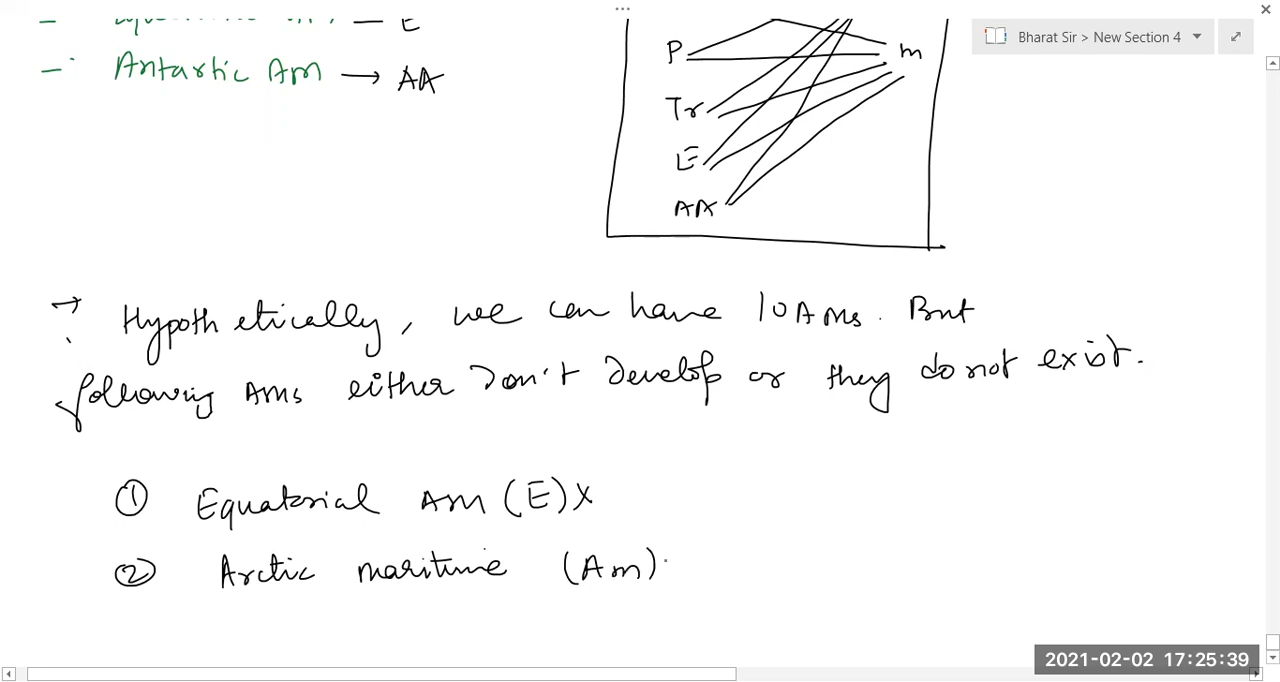 Bharat Sir > New Section 4
E
- Antartic Am → AA
P
m
Tr
E
AA
→ Hypothetically, we can have 10 Ams. But
following AMs either Don't Develop or they do not exist.
① Equatorial AM (E) X
② Arctic maritime (Am)
2021-02-02 17:25:39